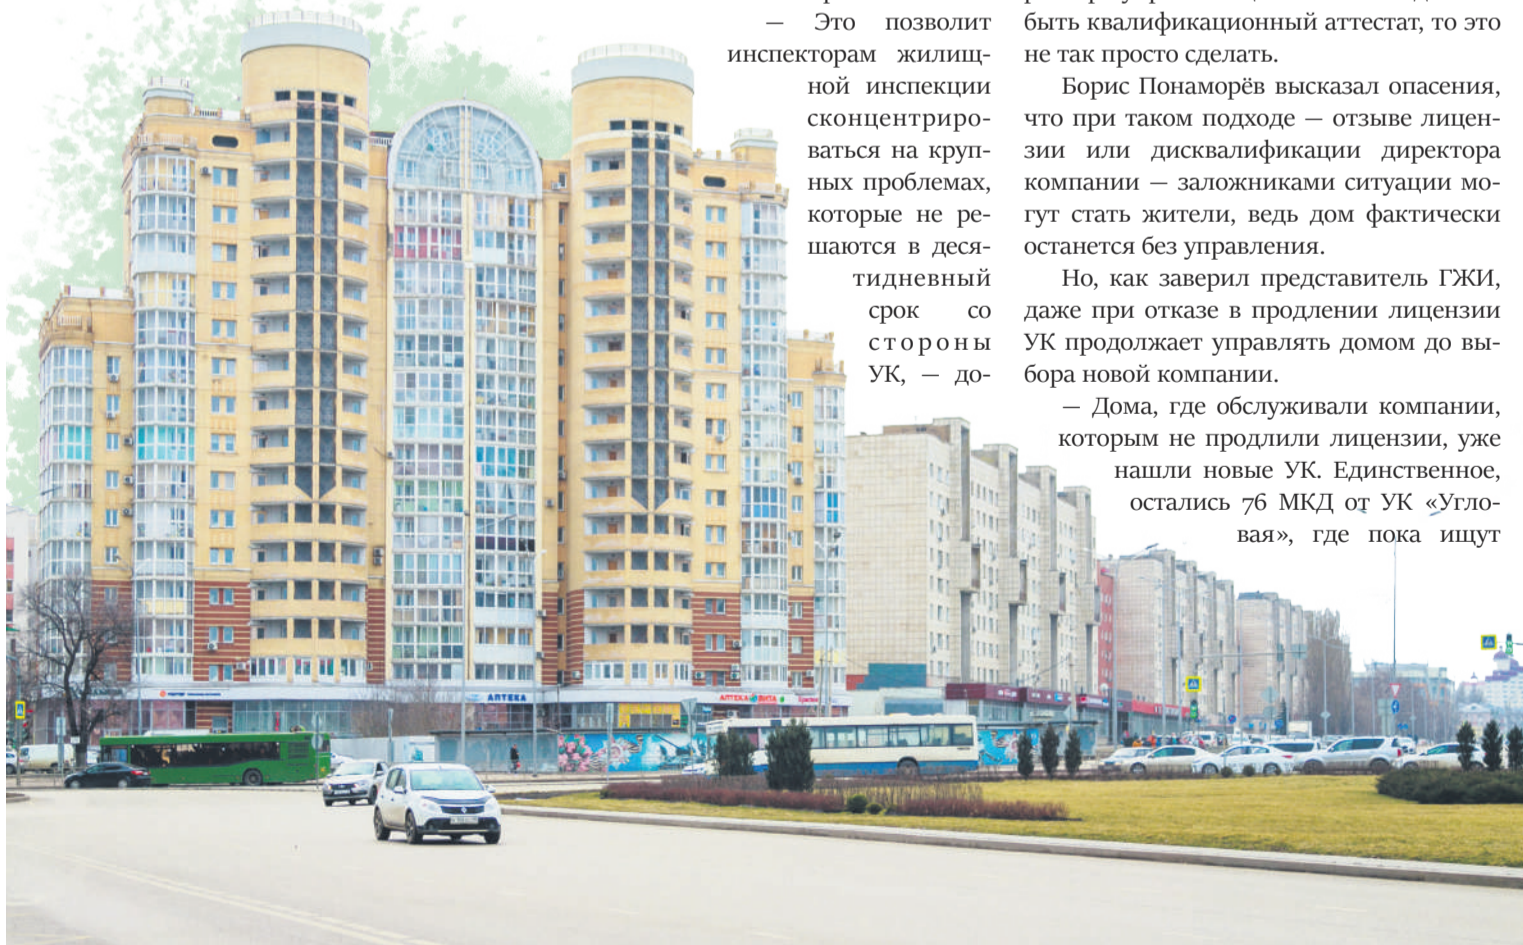 — Это позволит
инспекторам жилищ-
ной инспекции
сконцентриро-
ваться на круп-
ных проблемах,
которые не ре-
шаются в деся-
тидневный
срок со
стороны
УК, — до-
быть квалификационный аттестат, то это
не так просто сделать.
Борис Понаморёв высказал опасения,
что при таком подходе — отзыве лицен-
зии или дисквалификации директора
компании — заложниками ситуации мо-
гут стать жители, ведь дом фактически
останется без управления.
Но, как заверил представитель ГЖИ,
даже при отказе в продлении лицензии
УК продолжает управлять домом до вы-
бора новой компании.
— Дома, где обслуживали компании,
которым не продлили лицензии, уже
нашли новые УК. Единственное,
остались 76 МКД от УК «Угло-
вая», где пока ищут
АПТЕКА
АПТЕКА ВИТА